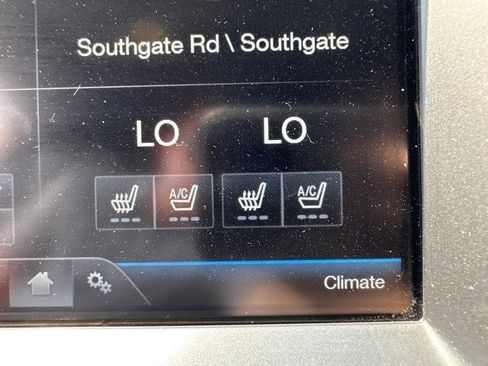 Southgate Rd \ Southgate
LO LO
A/C A/C
Climate